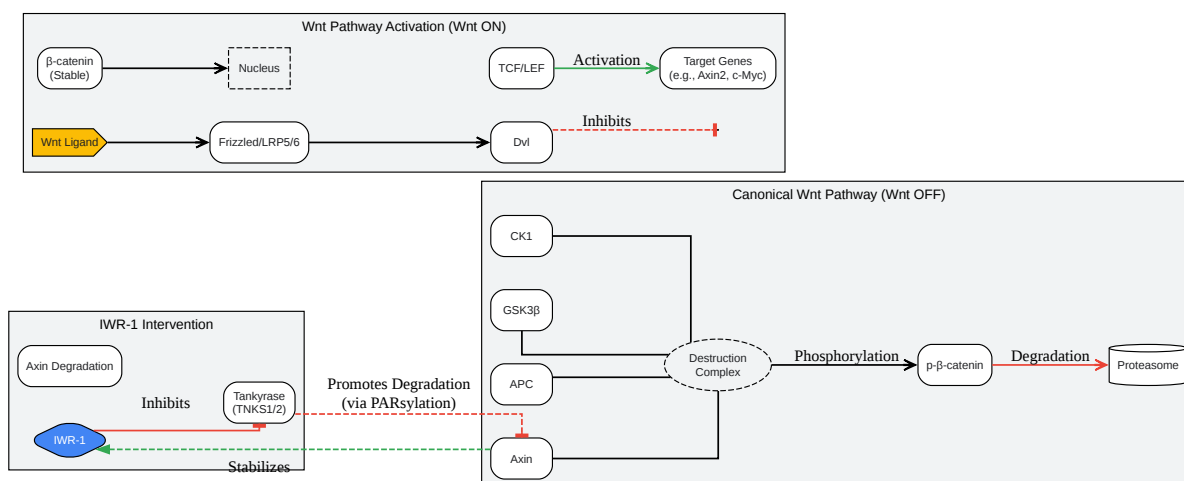 Wnt Pathway Activation (Wnt ON)
β-catenin
(Stable)
Nucleus
TCF/LEF
Activation
Target Genes
(e.g., Axin2, c-Myc)
Wnt Ligand
Frizzled/LRP5/6
Dvl
Inhibits
Canonical Wnt Pathway (Wnt OFF)
CK1
GSK3β
APC
Axin
Destruction
Complex
Phosphorylation
p-β-catenin
Degradation
Proteasome
IWR-1 Intervention
Axin Degradation
Inhibits
Tankyrase
(TNKS1/2)
IWR-1
Promotes Degradation
(via PARsylation)
Stabilizes